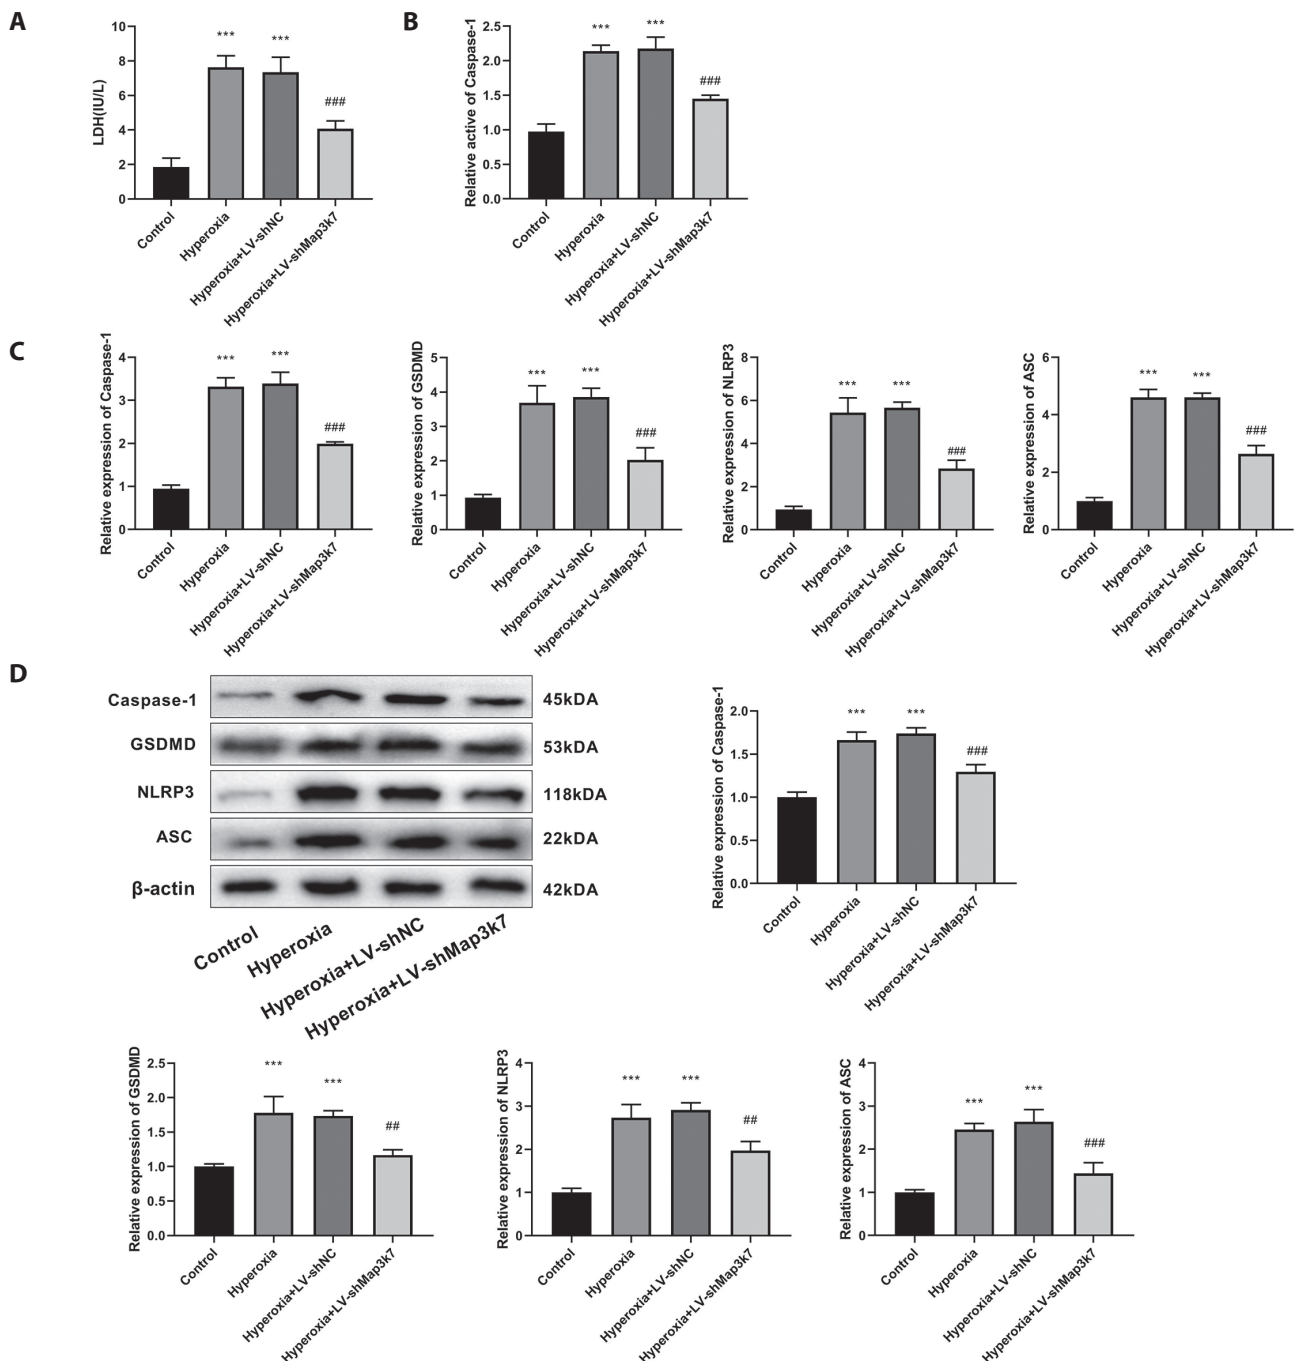 A
LDH(IU/L)
10
8
6
4
2
0
***
***
###
Control
Hyperoxia
Hyperoxia+LV-shNC
Hyperoxia+LV-shMap3k7
B
Relative active of Caspase-1
2.5
2.0
1.5
1.0
0.5
0.0
***
***
###
Control
Hyperoxia
Hyperoxia+LV-shNC
Hyperoxia+LV-shMap3k7
C
Relative expression of Caspase-1
4
3
2
1
0
***
***
###
Control
Hyperoxia
Hyperoxia+LV-shNC
Hyperoxia+LV-shMap3k7
Relative expression of GSDMD
5
4
3
2
1
0
***
***
###
Control
Hyperoxia
Hyperoxia+LV-shNC
Hyperoxia+LV-shMap3k7
Relative expression of NLRP3
8
6
4
2
0
***
***
###
Control
Hyperoxia
Hyperoxia+LV-shNC
Hyperoxia+LV-shMap3k7
Relative expression of ASC
6
4
2
0
***
***
###
Control
Hyperoxia
Hyperoxia+LV-shNC
Hyperoxia+LV-shMap3k7
D
Caspase-1 45kDA
GSDMD 53kDA
NLRP3 118kDA
ASC 22kDA
β-actin 42kDA
Control
Hyperoxia
Hyperoxia+LV-shNC
Hyperoxia+LV-shMap3k7
Relative expression of Caspase-1
2.0
1.5
1.0
0.5
0.0
***
***
###
Control
Hyperoxia
Hyperoxia+LV-shNC
Hyperoxia+LV-shMap3k7
Relative expression of GSDMD
2.5
2.0
1.5
1.0
0.5
0.0
***
***
##
Control
Hyperoxia
Hyperoxia+LV-shNC
Hyperoxia+LV-shMap3k7
Relative expression of NLRP3
4
3
2
1
0
***
***
##
Control
Hyperoxia
Hyperoxia+LV-shNC
Hyperoxia+LV-shMap3k7
Relative expression of ASC
4
3
2
1
0
***
***
###
Control
Hyperoxia
Hyperoxia+LV-shNC
Hyperoxia+LV-shMap3k7